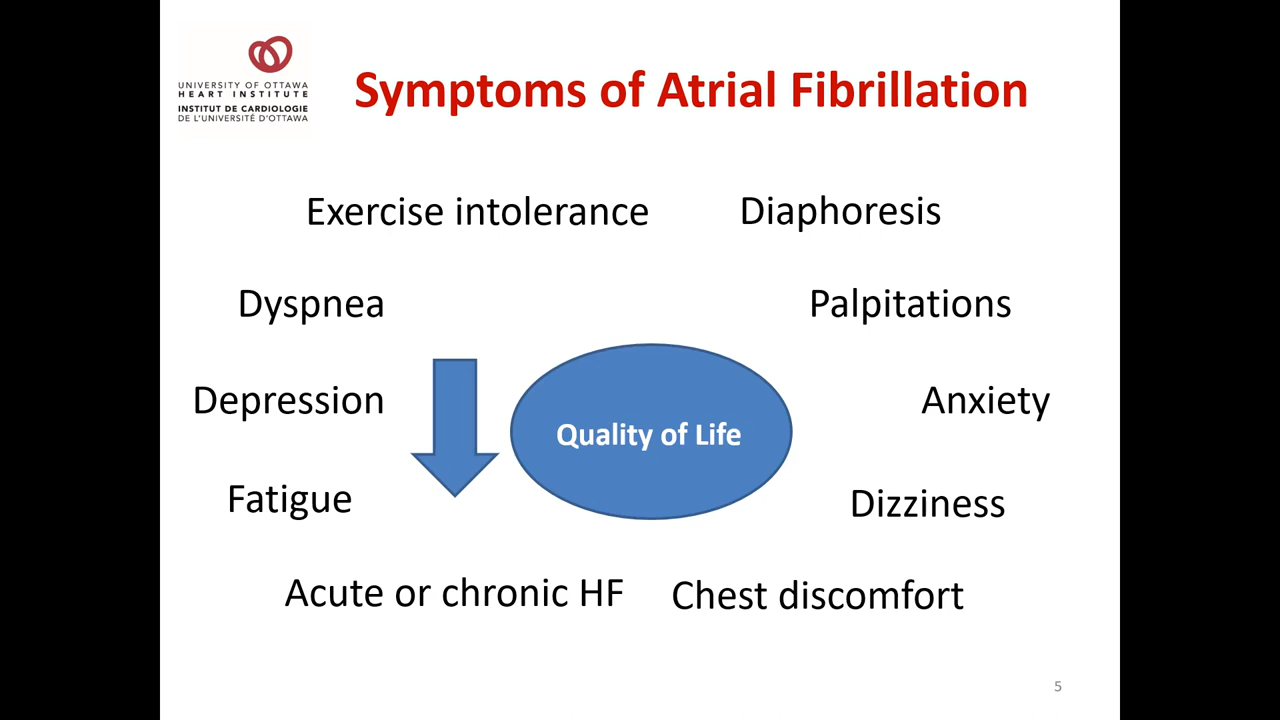 UNIVERSITY OF OTTAWA
HEART INSTITUTE
INSTITUT DE CARDIOLOGIE
DE L'UNIVERSITÉ D'OTTAWA
Symptoms of Atrial Fibrillation
Exercise intolerance
Diaphoresis
Dyspnea
Palpitations
Depression
Anxiety
Quality of Life
Fatigue
Dizziness
Acute or chronic HF
Chest discomfort
5